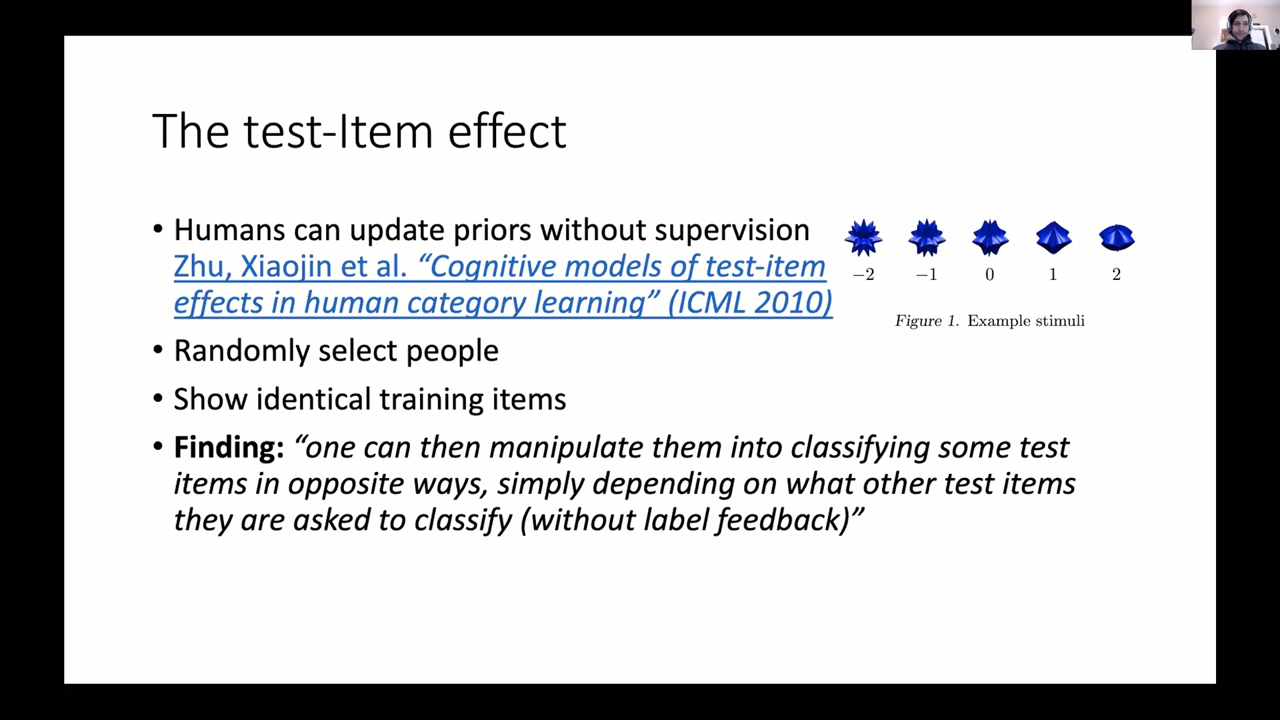 The test-Item effect
• Humans can update priors without supervision
Zhu, Xiaojin et al. “Cognitive models of test-item
effects in human category learning” (ICML 2010)
• Randomly select people
• Show identical training items
• Finding: “one can then manipulate them into classifying some test
items in opposite ways, simply depending on what other test items
they are asked to classify (without label feedback)”
−2 −1 0 1 2
Figure 1. Example stimuli